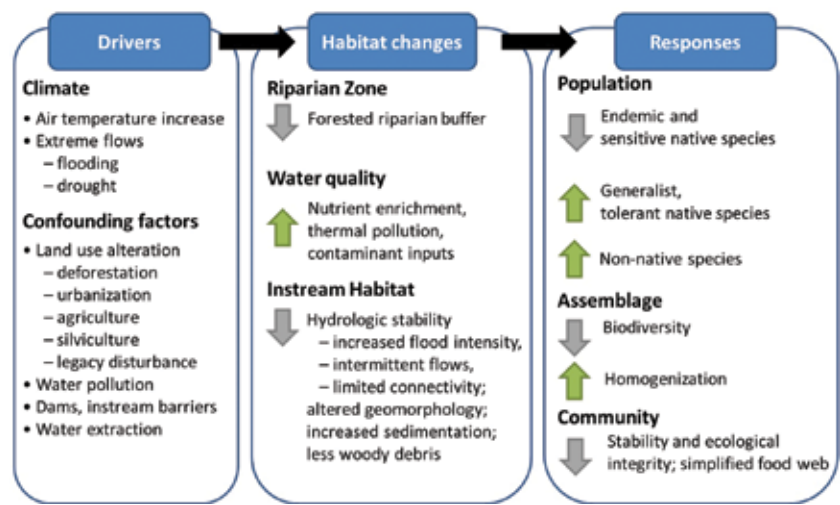 Drivers
Climate
• Air temperature increase
• Extreme flows
– flooding
– drought
Confounding factors
• Land use alteration
– deforestation
– urbanization
– agriculture
– silviculture
– legacy disturbance
• Water pollution
• Dams, instream barriers
• Water extraction
Habitat changes
Riparian Zone
Forested riparian buffer
Water quality
Nutrient enrichment,
thermal pollution,
contaminant inputs
Instream Habitat
Hydrologic stability
– increased flood intensity,
– intermittent flows,
– limited connectivity;
altered geomorphology;
increased sedimentation;
less woody debris
Responses
Population
Endemic and
sensitive native species
Generalist,
tolerant native species
Non-native species
Assemblage
Biodiversity
Homogenization
Community
Stability and ecological
integrity; simplified food web